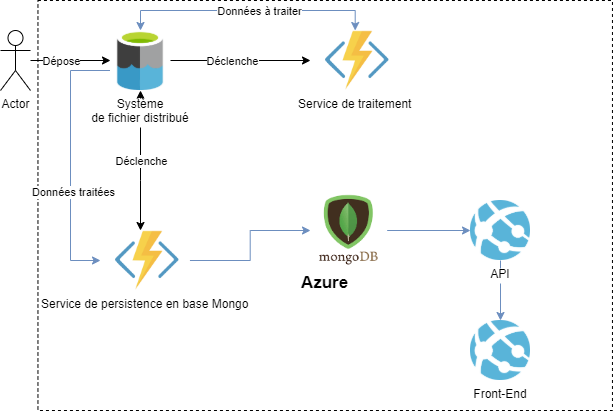 Données à traiter
Dépose
Déclenche
Actor
Système
de fichier distribué
Service de traitement
Déclenche
Données traitées
mongoDB
Azure
API
Service de persistence en base Mongo
Front-End